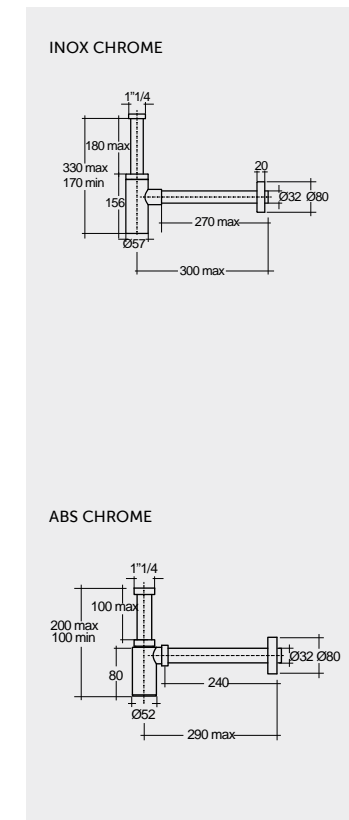 INOX CHROME
1"1/4
180 max
330 max
170 min
156
20
Ø32 Ø80
270 max
Ø57
300 max
ABS CHROME
1"1/4
100 max
200 max
100 min
80
Ø32 Ø80
240
Ø52
290 max